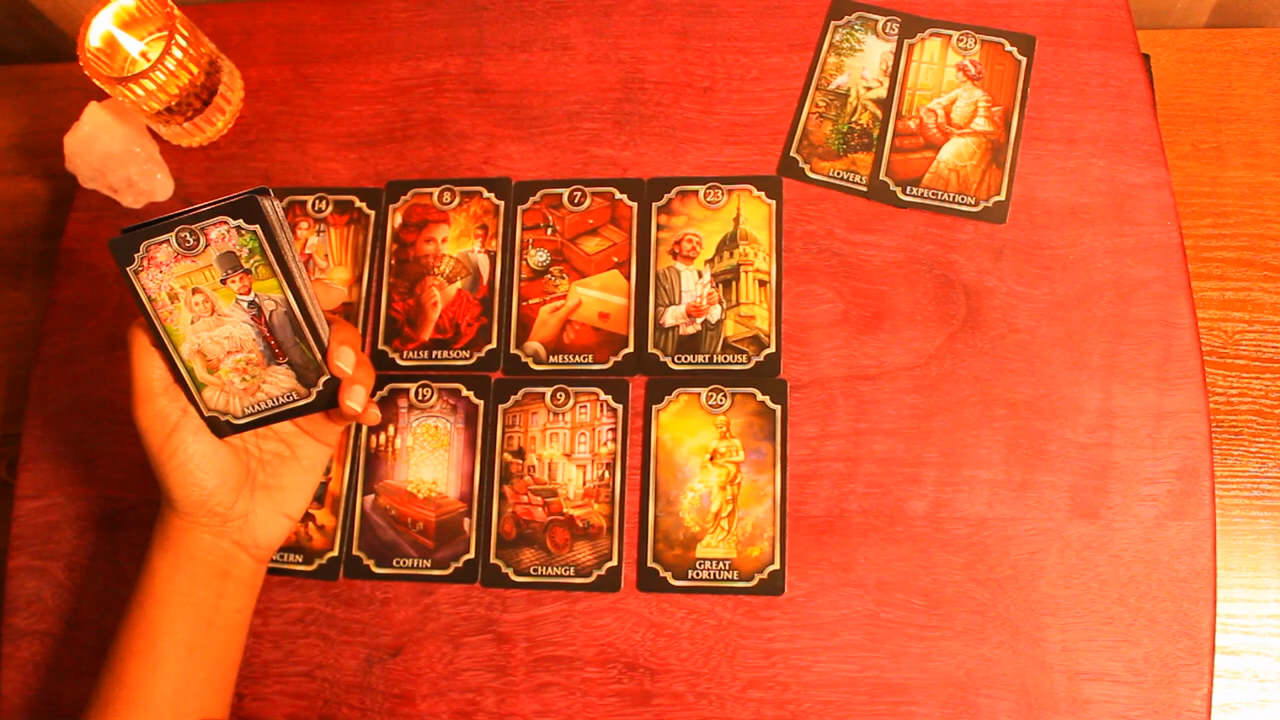 15
LOVERS
28
EXPECTATION
3
MARRIAGE
14
8
FALSE PERSON
7
MESSAGE
23
COURT HOUSE
NCERN
19
COFFIN
9
CHANGE
26
GREAT
FORTUNE